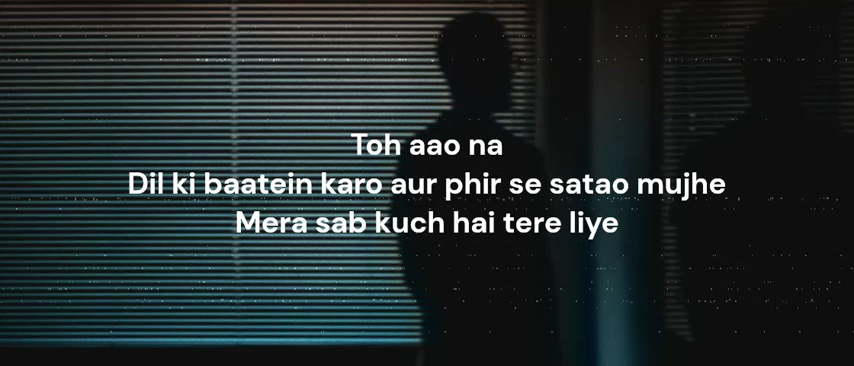 Toh aao na
Dil ki baatein karo aur phir se satao mujhe
Mera sab kuch hai tere liye